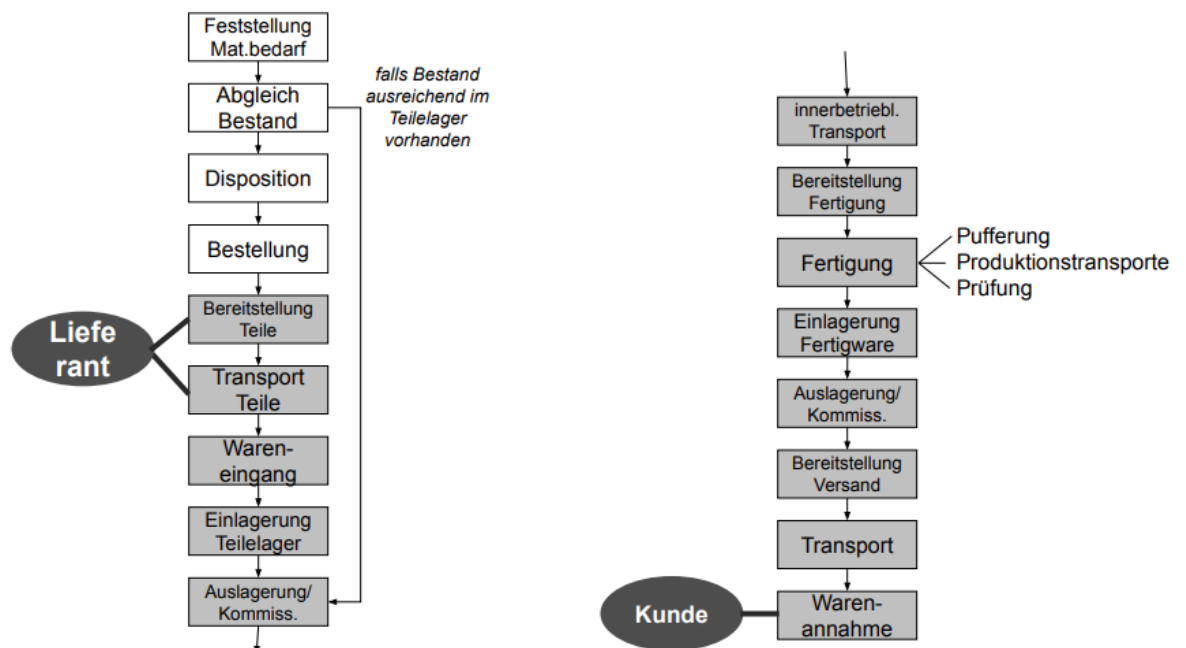 Feststellung
Mat.bedarf
falls Bestand
ausreichend im
Teilelager
vorhanden
Abgleich
Bestand
Disposition
Bestellung
Bereitstellung
Teile
Liefe
rant
Transport
Teile
Waren-
eingang
Einlagerung
Teilelager
Auslagerung/
Kommiss.
innerbetriebl.
Transport
Bereitstellung
Fertigung
Fertigung
Pufferung
Produktionstransporte
Prüfung
Einlagerung
Fertigware
Auslagerung/
Kommiss.
Bereitstellung
Versand
Transport
Kunde
Waren-
annahme